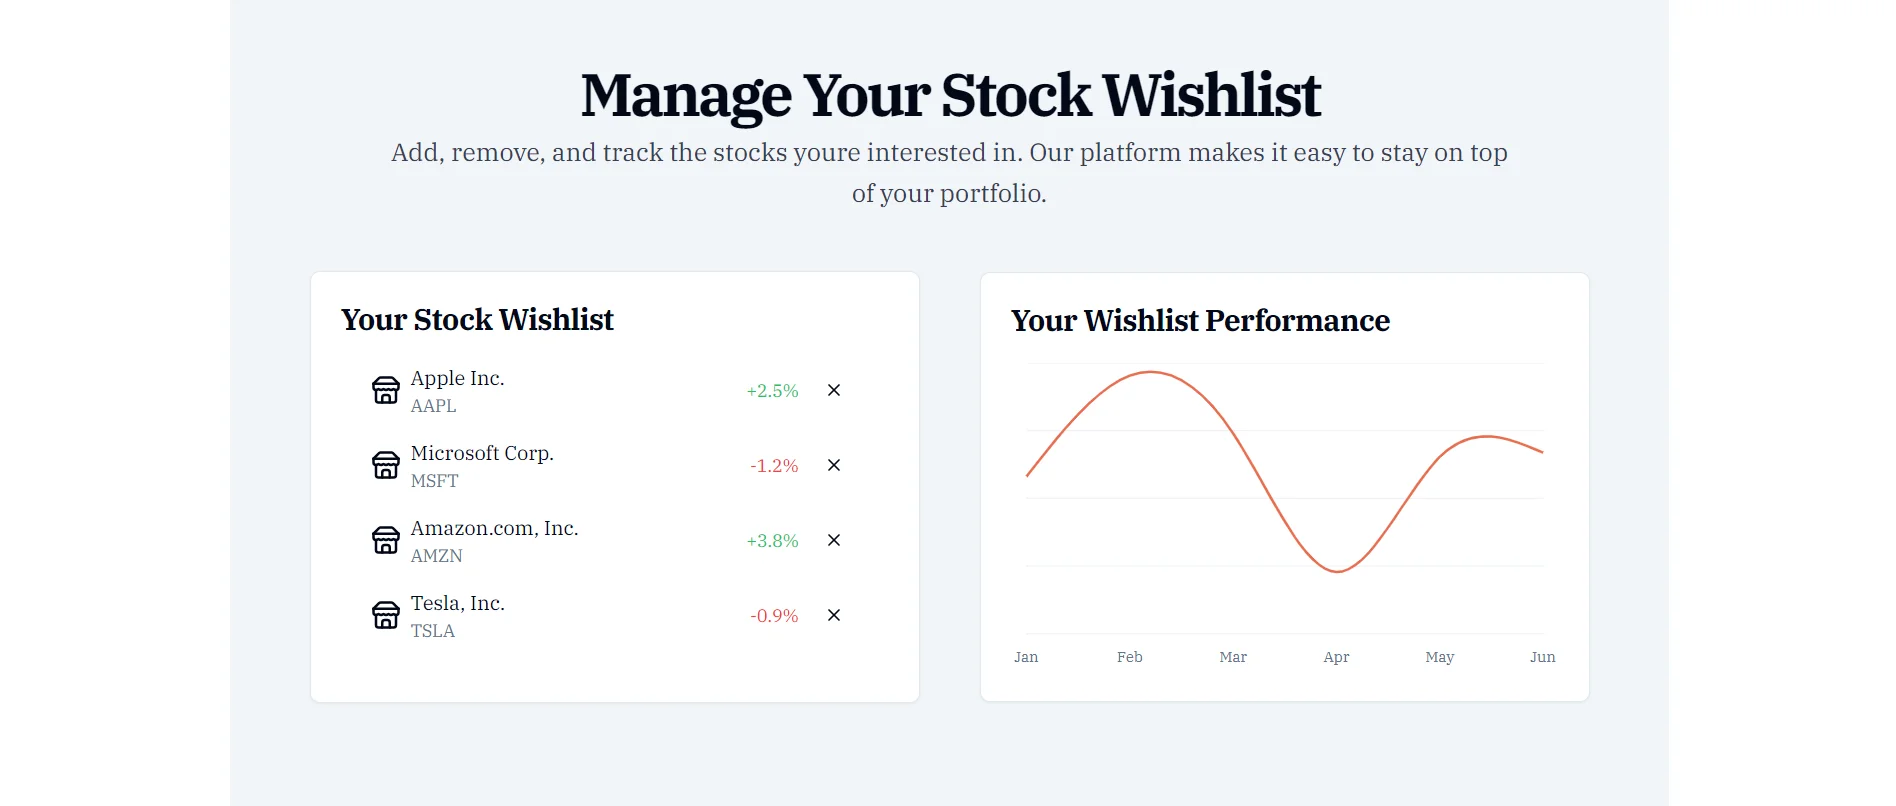 Manage Your Stock Wishlist
Add, remove, and track the stocks youre interested in. Our platform makes it easy to stay on top
of your portfolio.
Your Stock Wishlist
Apple Inc.
AAPL
+2.5%
Microsoft Corp.
MSFT
-1.2%
Amazon.com, Inc.
AMZN
+3.8%
Tesla, Inc.
TSLA
-0.9%
Your Wishlist Performance
Jan Feb Mar Apr May Jun